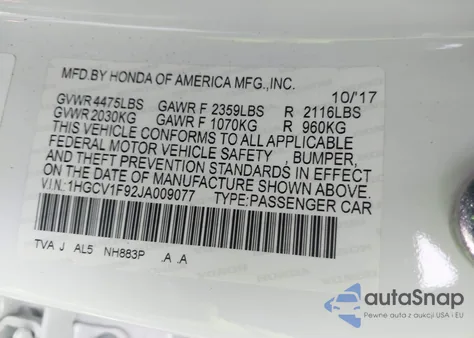 MFD.BY HONDA OF AMERICA MFG.,INC. 10/'17
GVWR 4475LBS GAWR F 2359LBS R 2116LBS
GVWR 2030KG GAWR F 1070KG R 960KG
THIS VEHICLE CONFORMS TO ALL APPLICABLE
FEDERAL MOTOR VEHICLE SAFETY , BUMPER,
AND THEFT PREVENTION STANDARDS IN EFFECT
ON THE DATE OF MANUFACTURE SHOWN ABOVE.
V.I.N.: 1HGCV1F92JA009077 TYPE:PASSENGER CAR
TVA J AL5 NH883P .A .A
autoSnap
Pewne auta z aukcji USA i EU